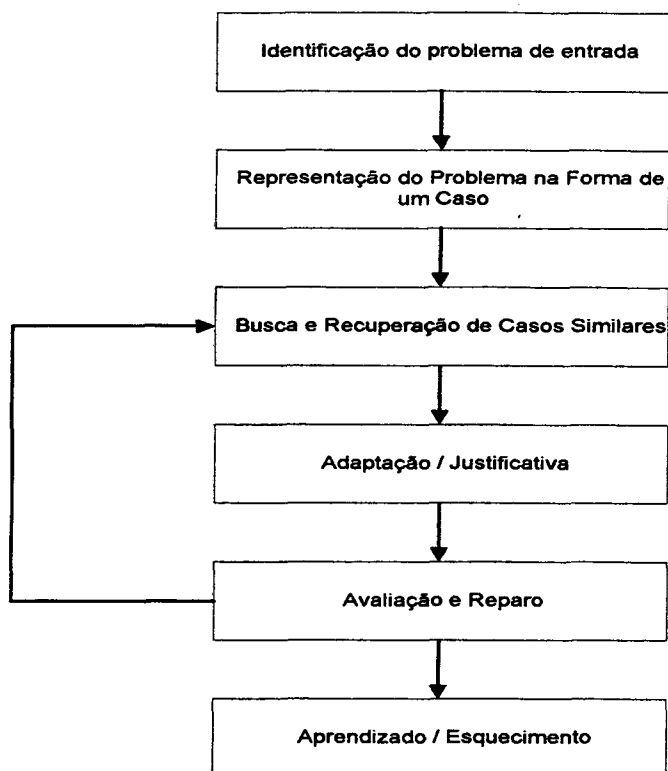 Identificação do problema de entrada
Representação do Problema na Forma de
um Caso
Busca e Recuperação de Casos Similares
Adaptação / Justificativa
Avaliação e Reparo
Aprendizado / Esquecimento